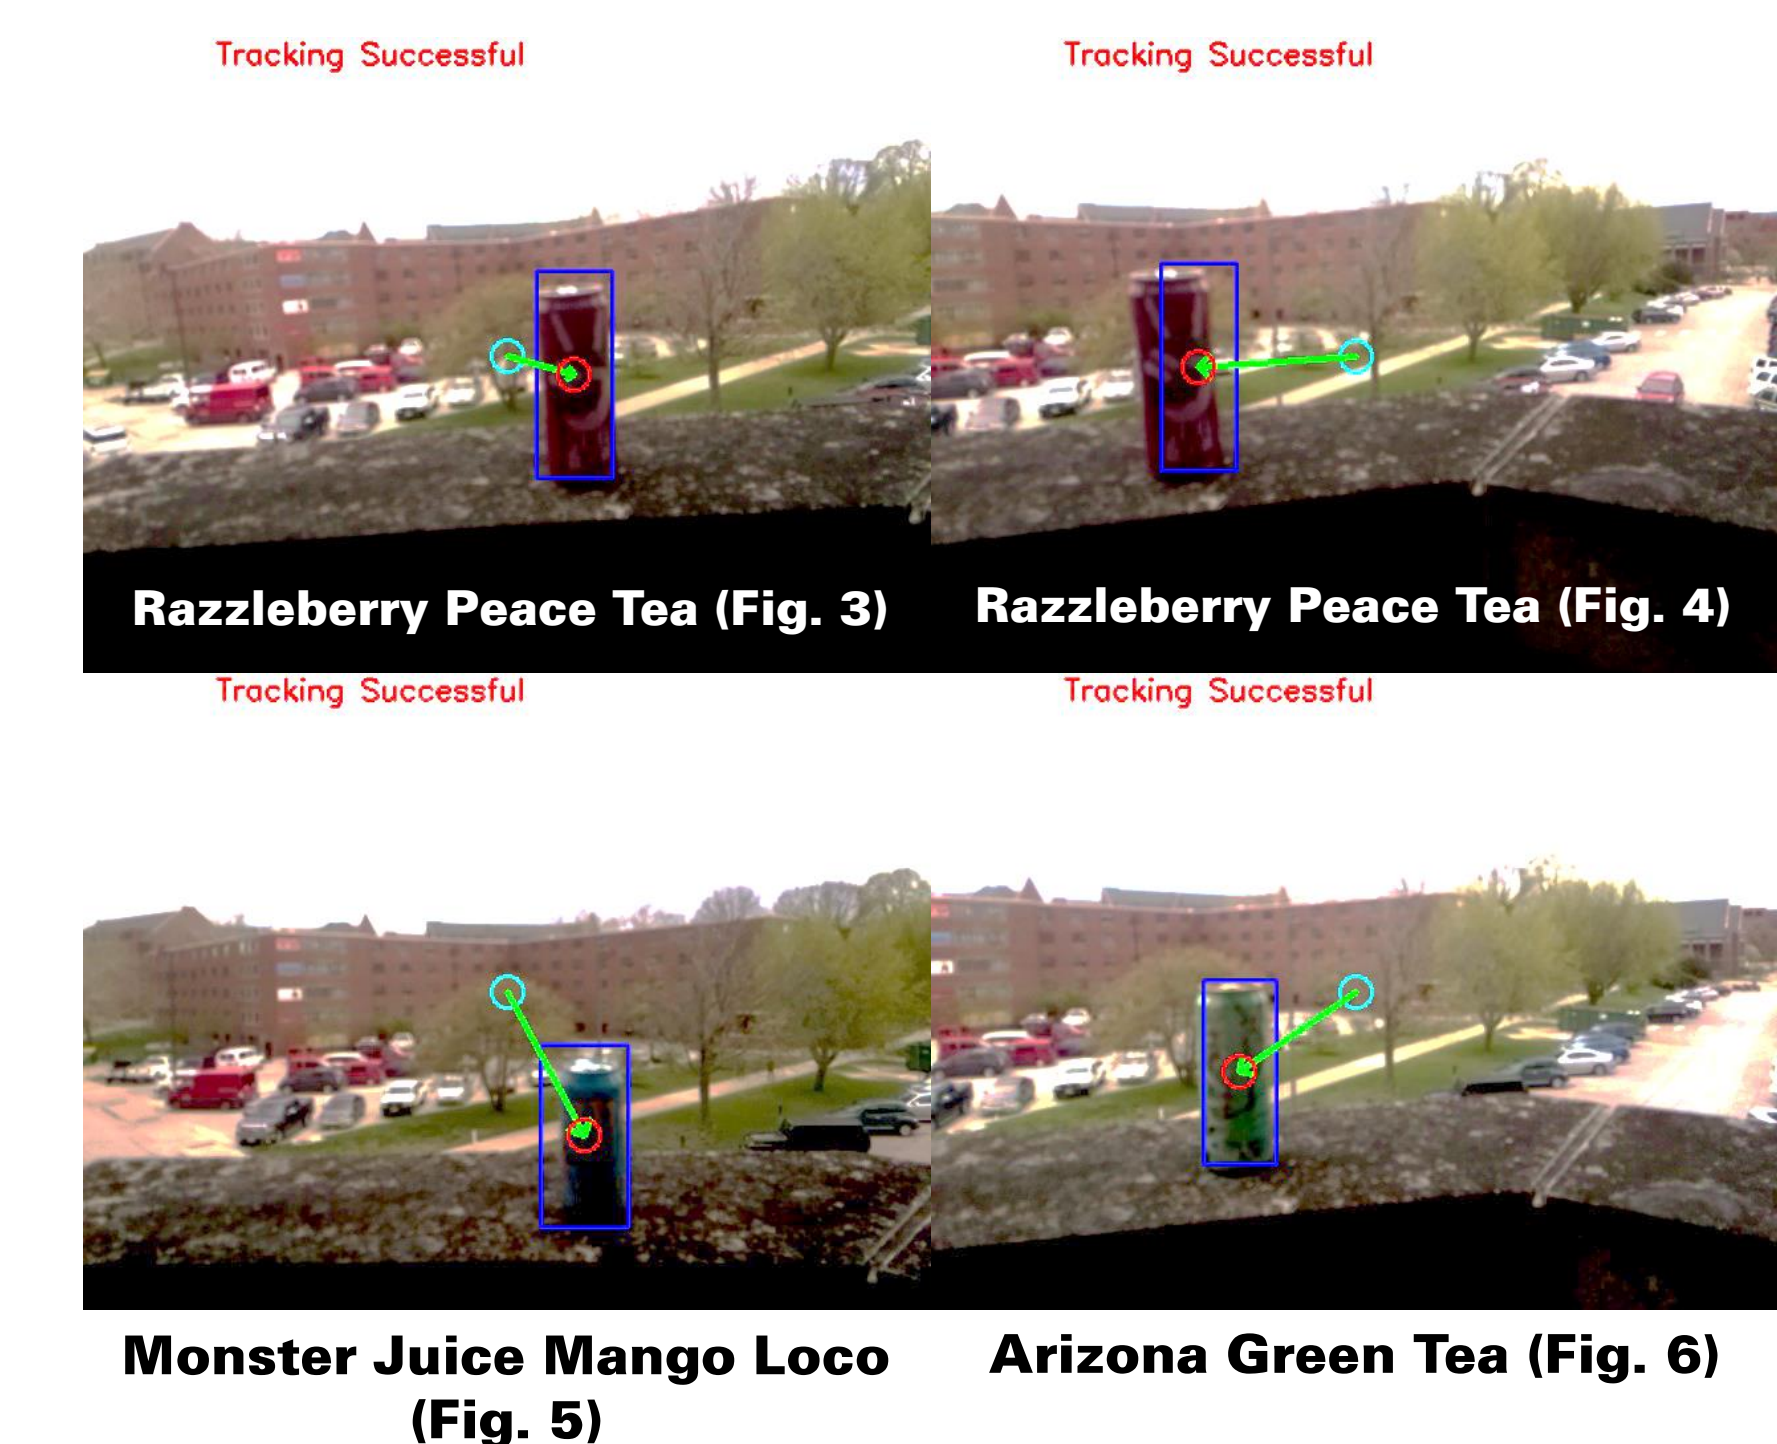 Tracking Successful
Tracking Successful
Razzleberry Peace Tea (Fig. 3)
Razzleberry Peace Tea (Fig. 4)
Tracking Successful
Tracking Successful
Monster Juice Mango Loco
(Fig. 5)
Arizona Green Tea (Fig. 6)